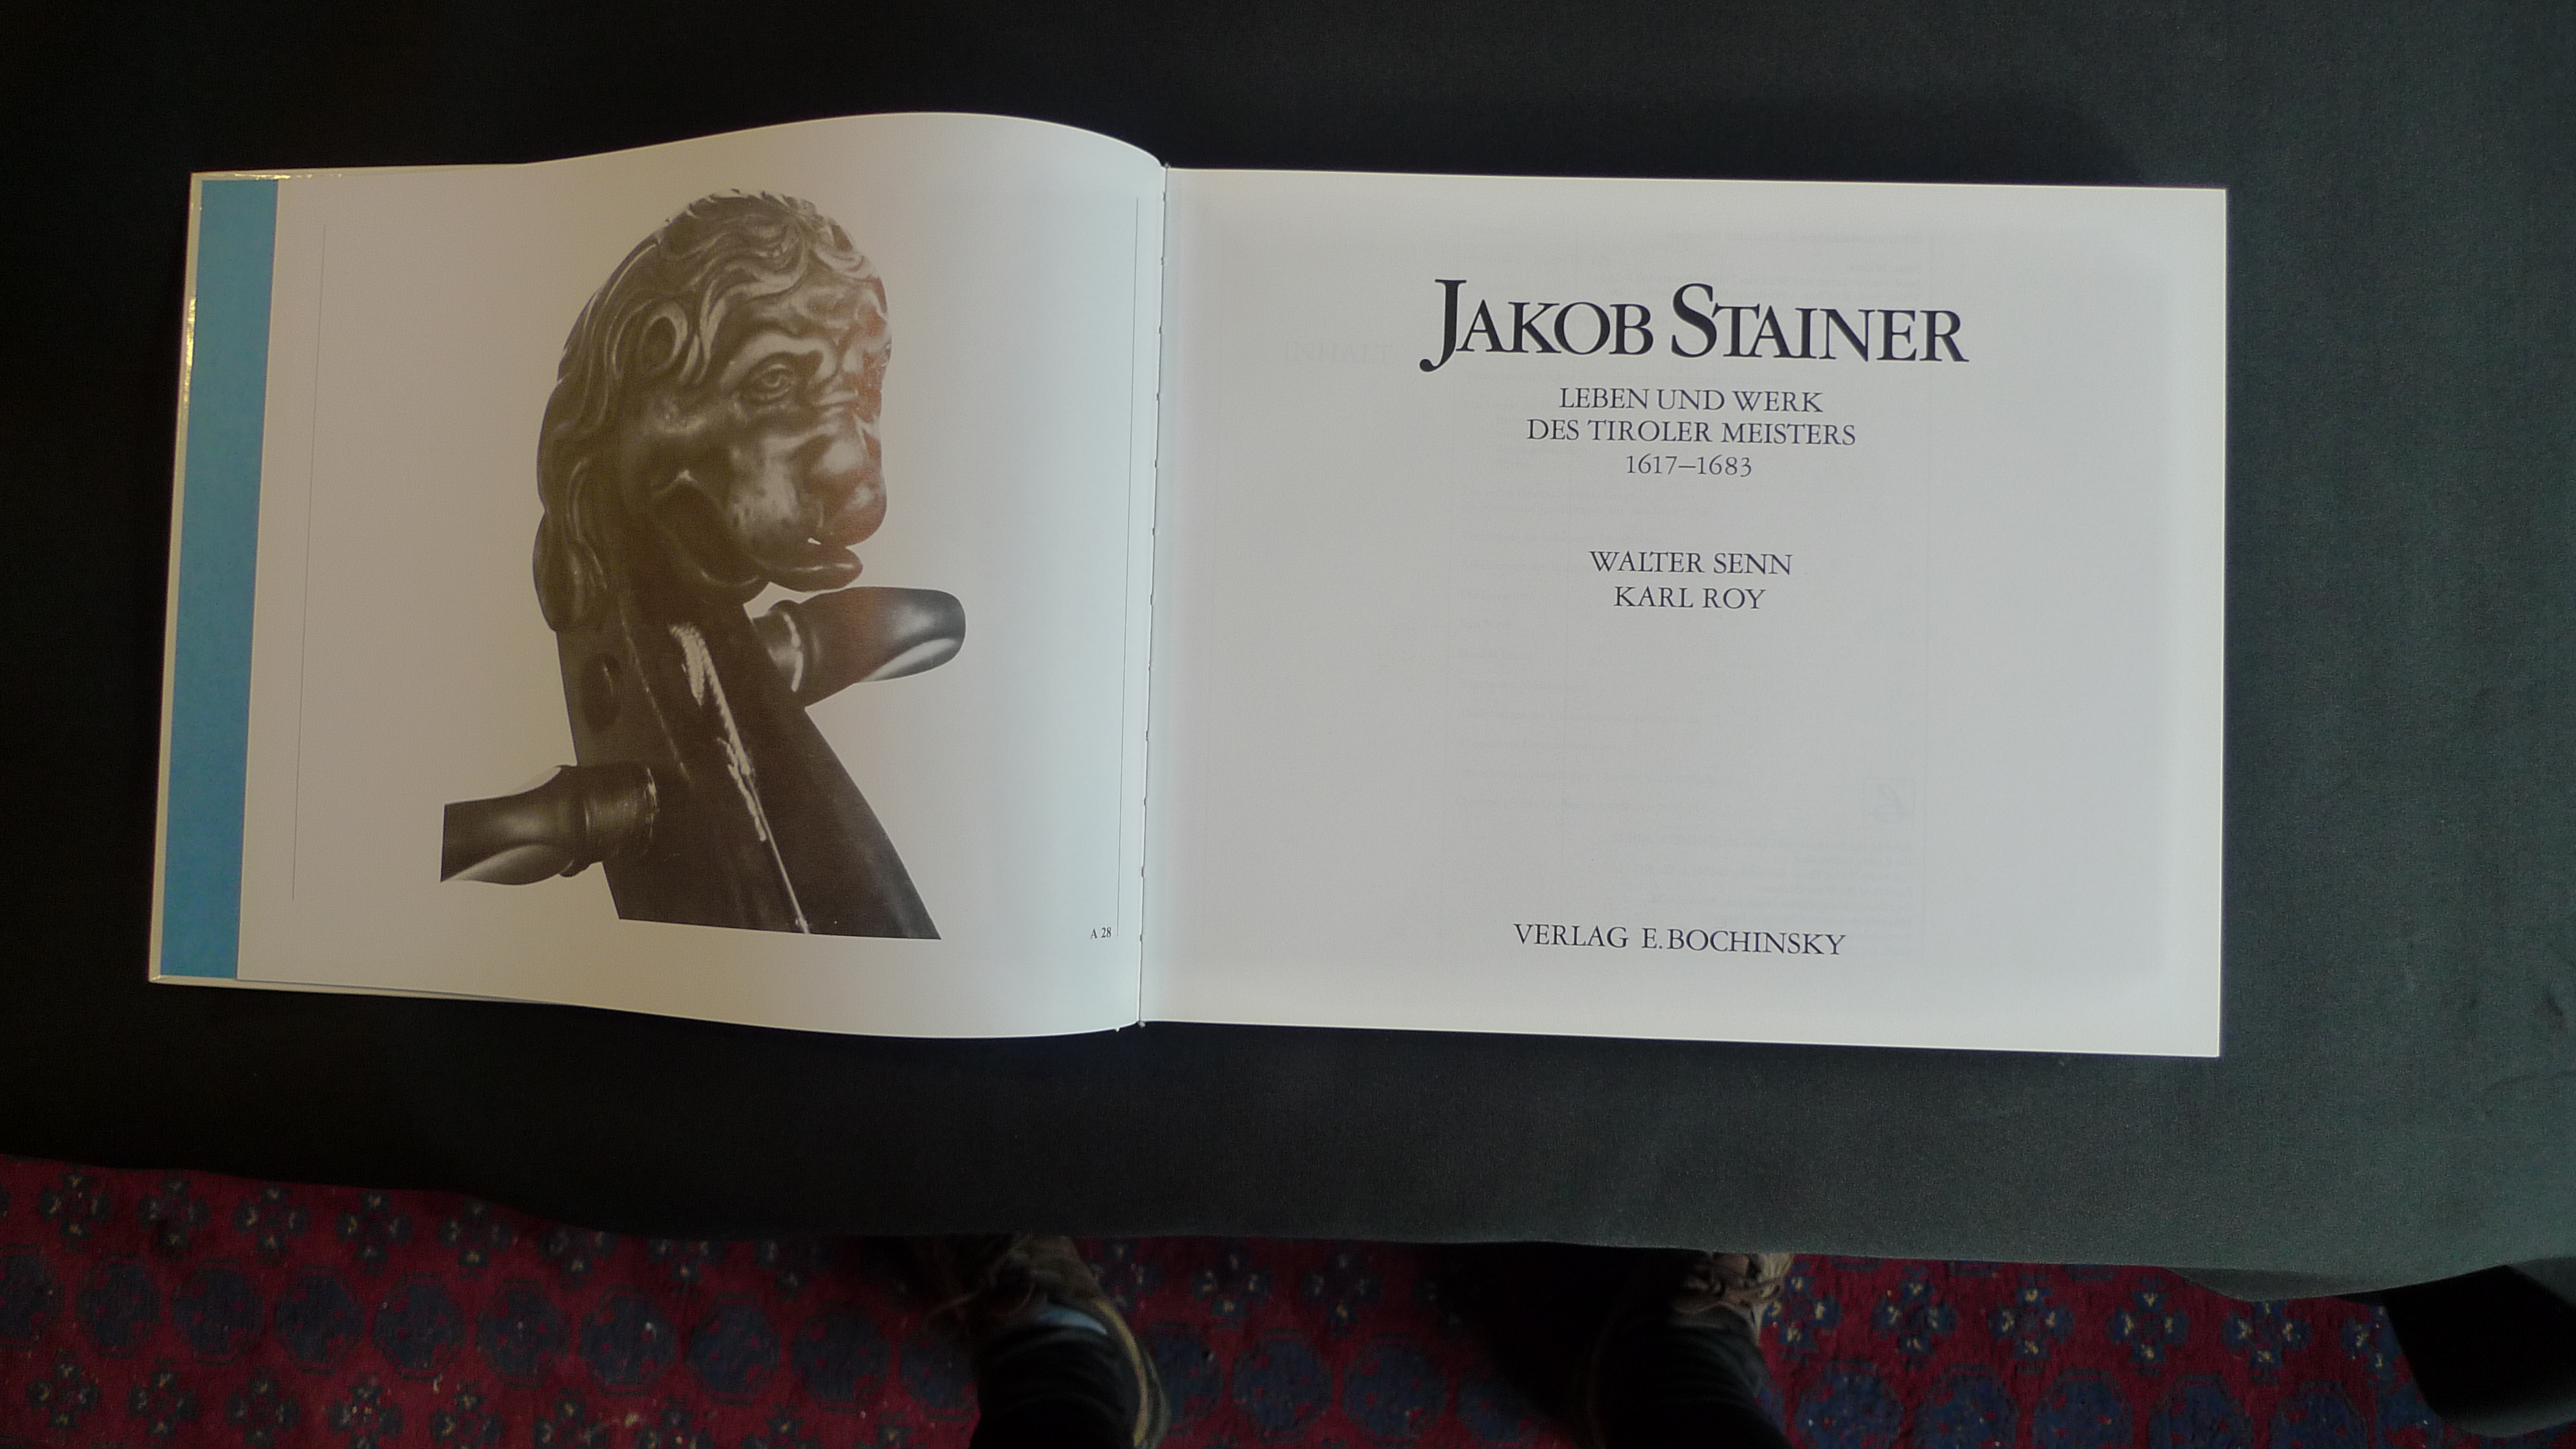 A 28
JAKOB STAINER
LEBEN UND WERK
DES TIROLER MEISTERS
1617–1683
WALTER SENN
KARL ROY
VERLAG E. BOCHINSKY